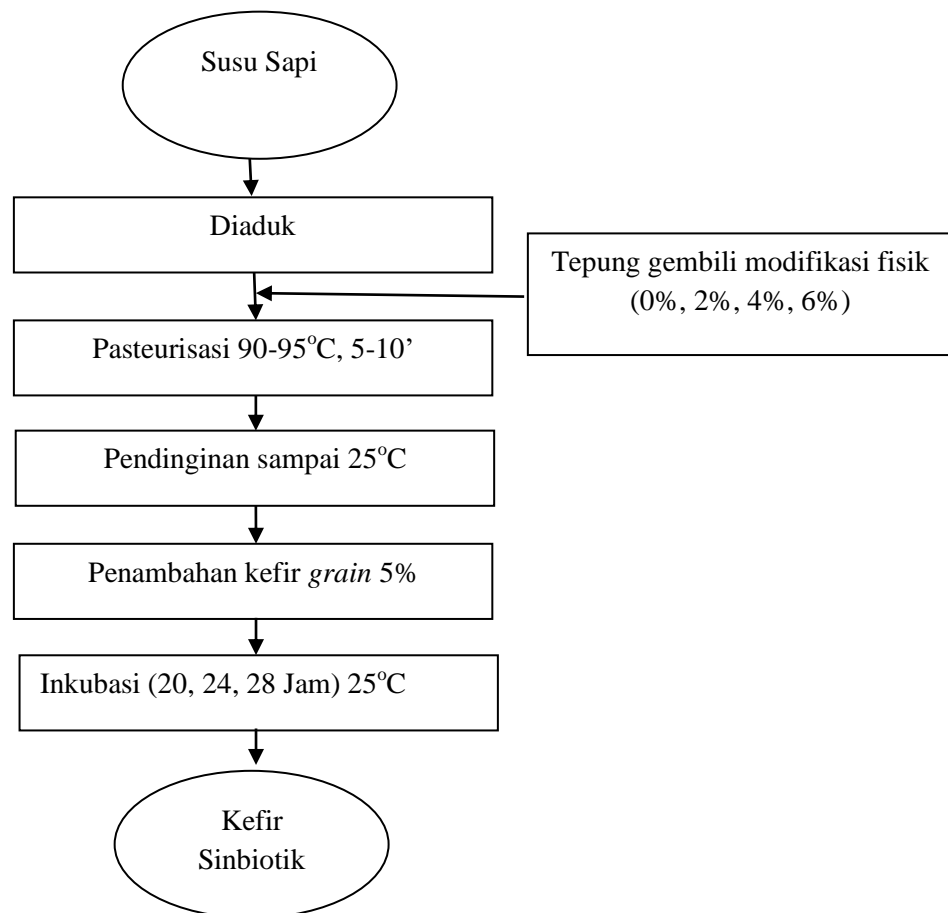 Susu Sapi
Diaduk
Tepung gembili modifikasi fisik
(0%, 2%, 4%, 6%)
Pasteurisasi 90-95°C, 5-10’
Pendinginan sampai 25°C
Penambahan kefir grain 5%
Inkubasi (20, 24, 28 Jam) 25°C
Kefir
Sinbiotik